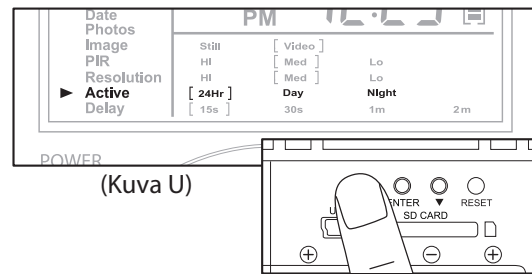 Date
PM
Photos
Image Still [ Video ]
PIR HI [ Med ] Lo
Resolution HI [ Med ] Lo
► Active [ 24Hr ] Day NIght
Delay [ 15s ] 30s 1m 2m
POWER
(Kuva U)
ENTER ▼ RESET
SD CARD